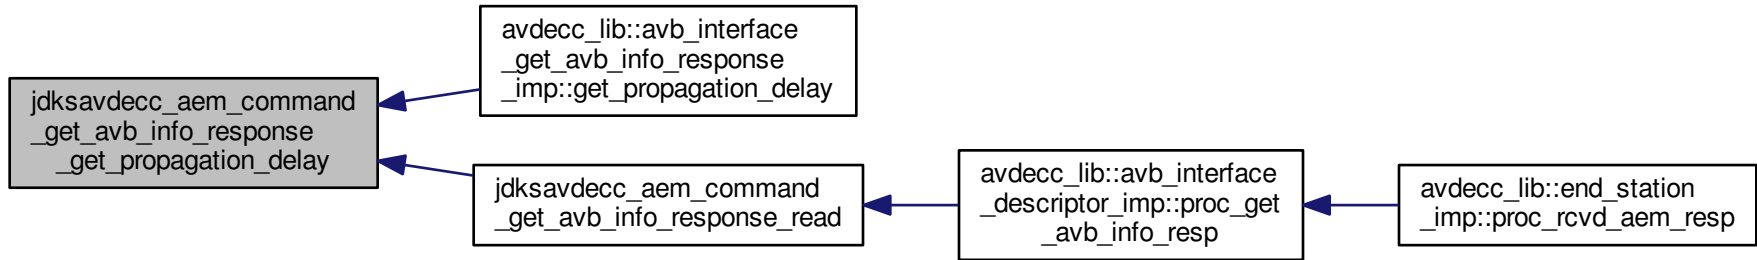 jdksavdecc_aem_command
_get_avb_info_response
_get_propagation_delay
avdecc_lib::avb_interface
_get_avb_info_response
_imp::get_propagation_delay
jdksavdecc_aem_command
_get_avb_info_response_read
avdecc_lib::avb_interface
_descriptor_imp::proc_get
_avb_info_resp
avdecc_lib::end_station
_imp::proc_rcvd_aem_resp